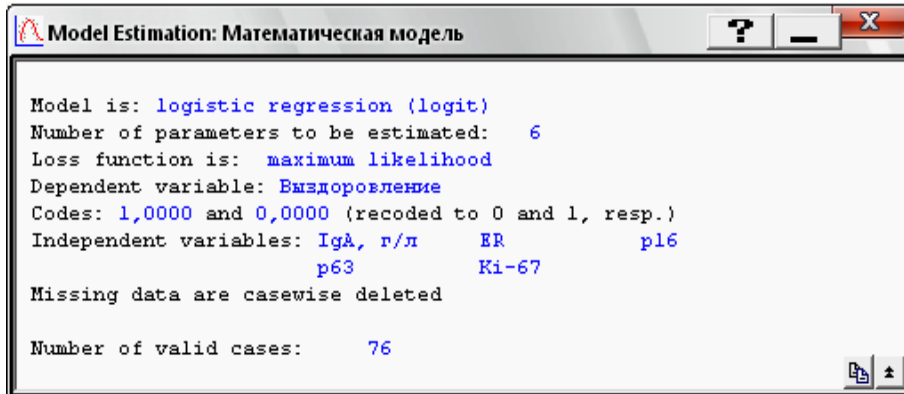 Model Estimation: Математическая модель
?
X
Model is: logistic regression (logit)
Number of parameters to be estimated: 6
Loss function is: maximum likelihood
Dependent variable: Выздоровление
Codes: 1,0000 and 0,0000 (recoded to 0 and 1, resp.)
Independent variables: IgA, г/л ER p16
p63 Ki-67
Missing data are casewise deleted
Number of valid cases: 76